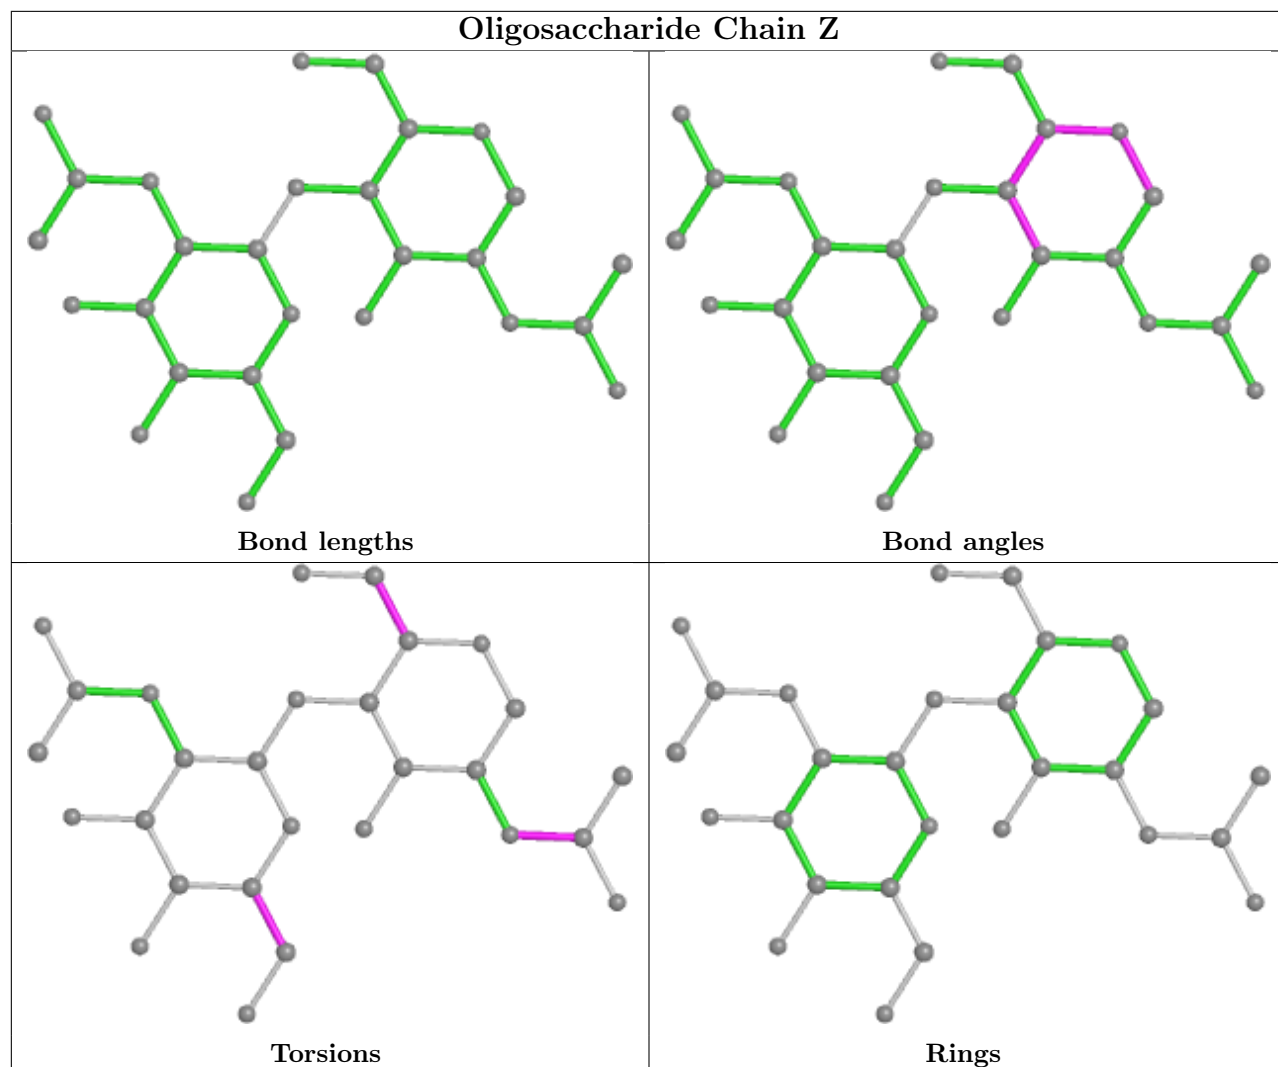 Oligosaccharide Chain Z
Bond lengths
Bond angles
Torsions
Rings